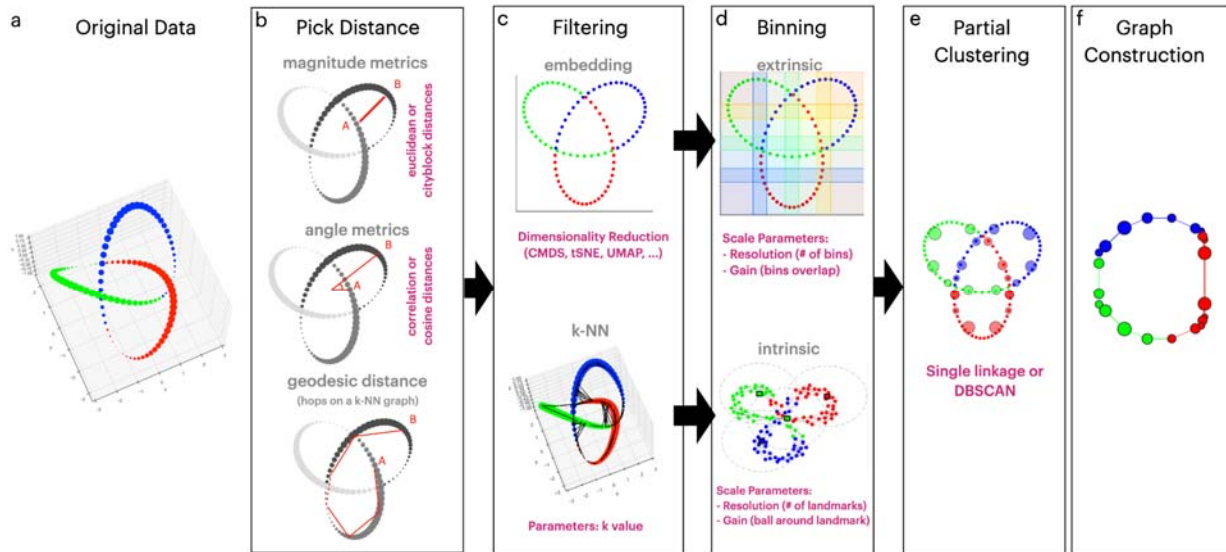 a
Original Data
b
Pick Distance
magnitude metrics
B
A
euclidean or
cityblock distances
angle metrics
B
A
correlation or
cosine distances
geodesic distance
(hops on a k-NN graph)
B
A
c
Filtering
embedding
Dimensionality Reduction
(CMDS, tSNE, UMAP, ...)
k-NN
Parameters: k value
d
Binning
extrinsic
Scale Parameters:
- Resolution (# of bins)
- Gain (bins overlap)
intrinsic
Scale Parameters:
- Resolution (# of landmarks)
- Gain (ball around landmark)
e
Partial
Clustering
Single linkage or
DBSCAN
f
Graph
Construction